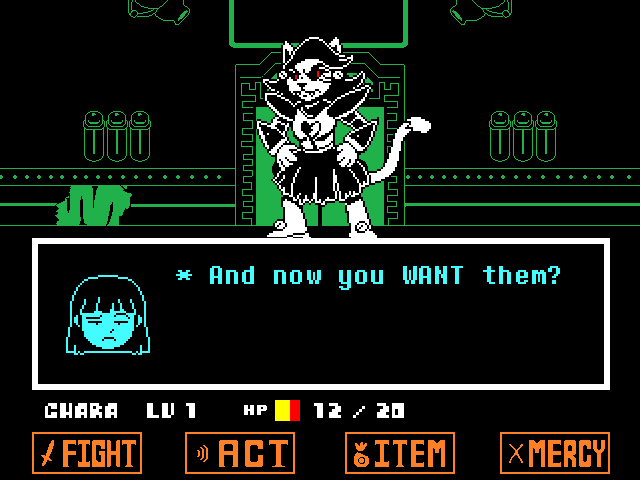 * And now you WANT them?
CHARA LV 1 HP 12 / 20
FIGHT ACT ITEM MERCY